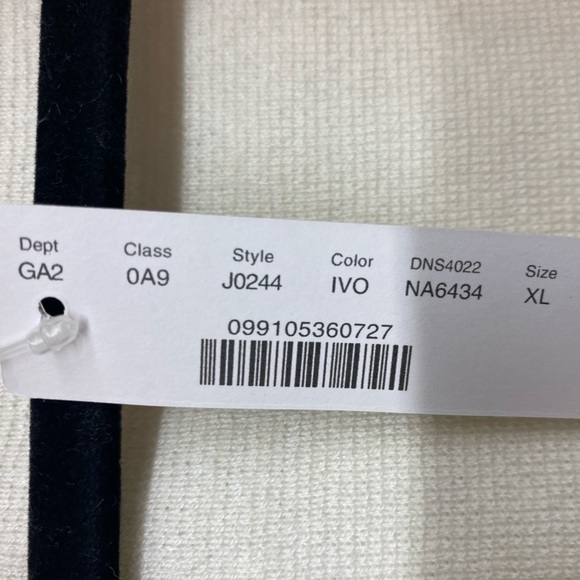 Dept Class Style Color DNS4022 Size
GA2 0A9 J0244 IVO NA6434 XL
099105360727